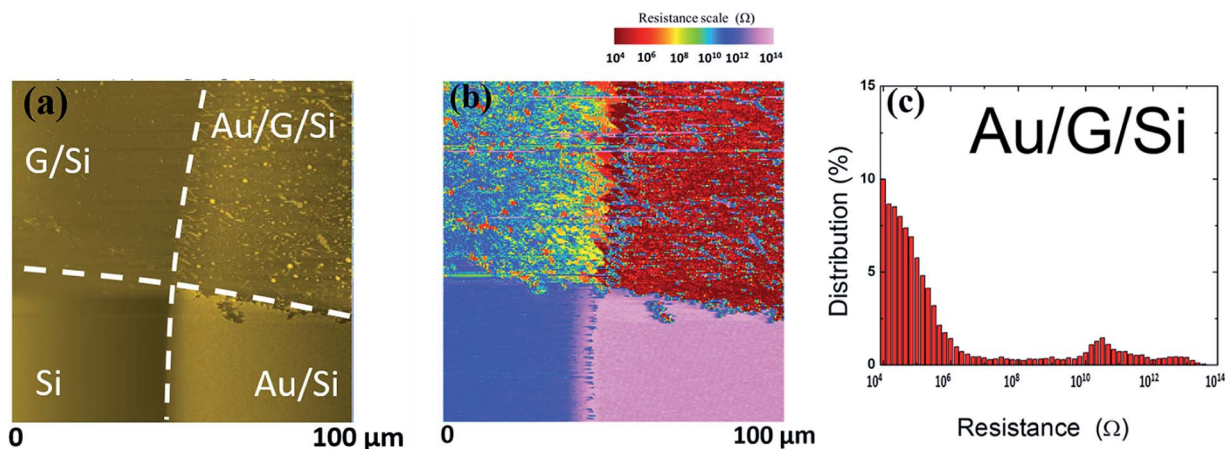 Resistance scale (Ω)
10⁴ 10⁶ 10⁸ 10¹⁰ 10¹² 10¹⁴
(a)
G/Si
Au/G/Si
Si
Au/Si
0 100 μm
(b)
0 100 μm
(c)
Au/G/Si
Distribution (%)
15
10
5
0
10⁴ 10⁶ 10⁸ 10¹⁰ 10¹² 10¹⁴
Resistance (Ω)